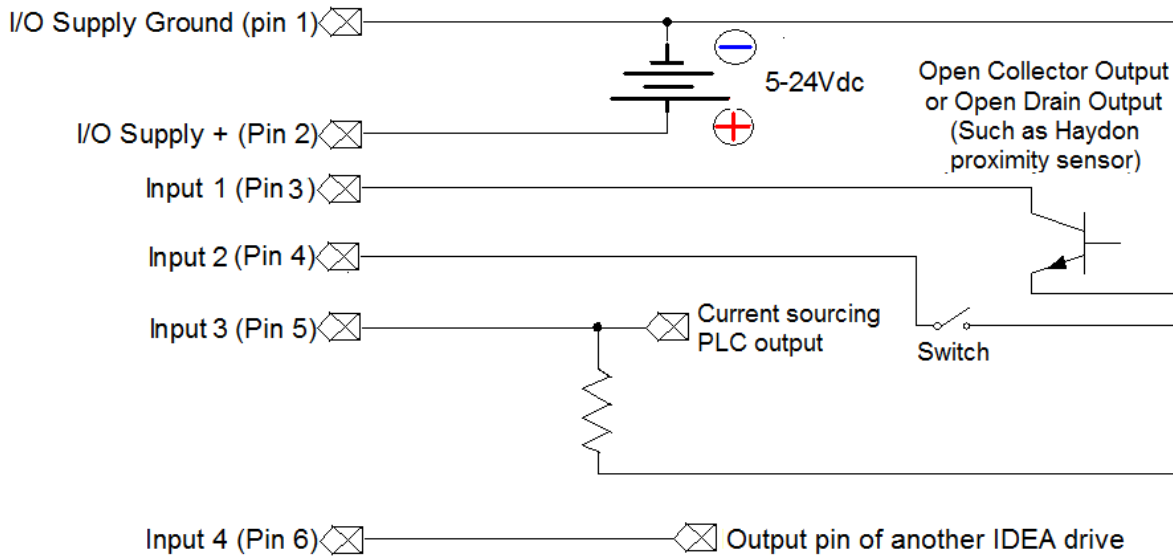 I/O Supply Ground (pin 1)
5-24Vdc
Open Collector Output
or Open Drain Output
(Such as Haydon
proximity sensor)
I/O Supply + (Pin 2)
Input 1 (Pin 3)
Input 2 (Pin 4)
Input 3 (Pin 5)
Current sourcing
PLC output
Switch
Input 4 (Pin 6)
Output pin of another IDEA drive